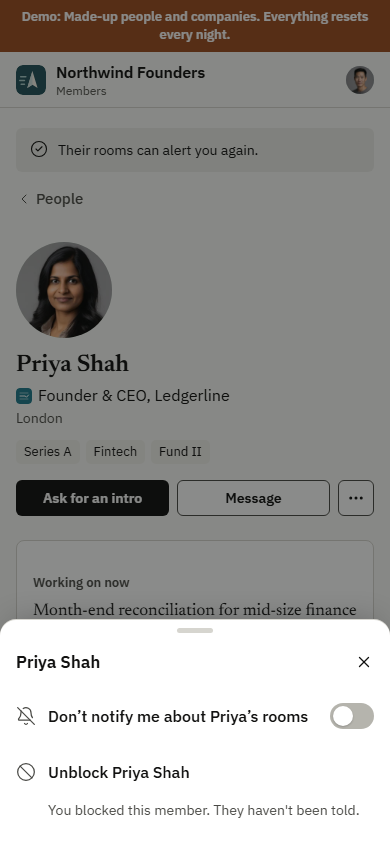 Demo: Made-up people and companies. Everything resets
every night.
Northwind Founders
Members
Their rooms can alert you again.
People
Priya Shah
Founder & CEO, Ledgerline
London
Series A
Fintech
Fund II
Ask for an intro
Message
Working on now
Month-end reconciliation for mid-size finance
Priya Shah
Don’t notify me about Priya’s rooms
Unblock Priya Shah
You blocked this member. They haven't been told.